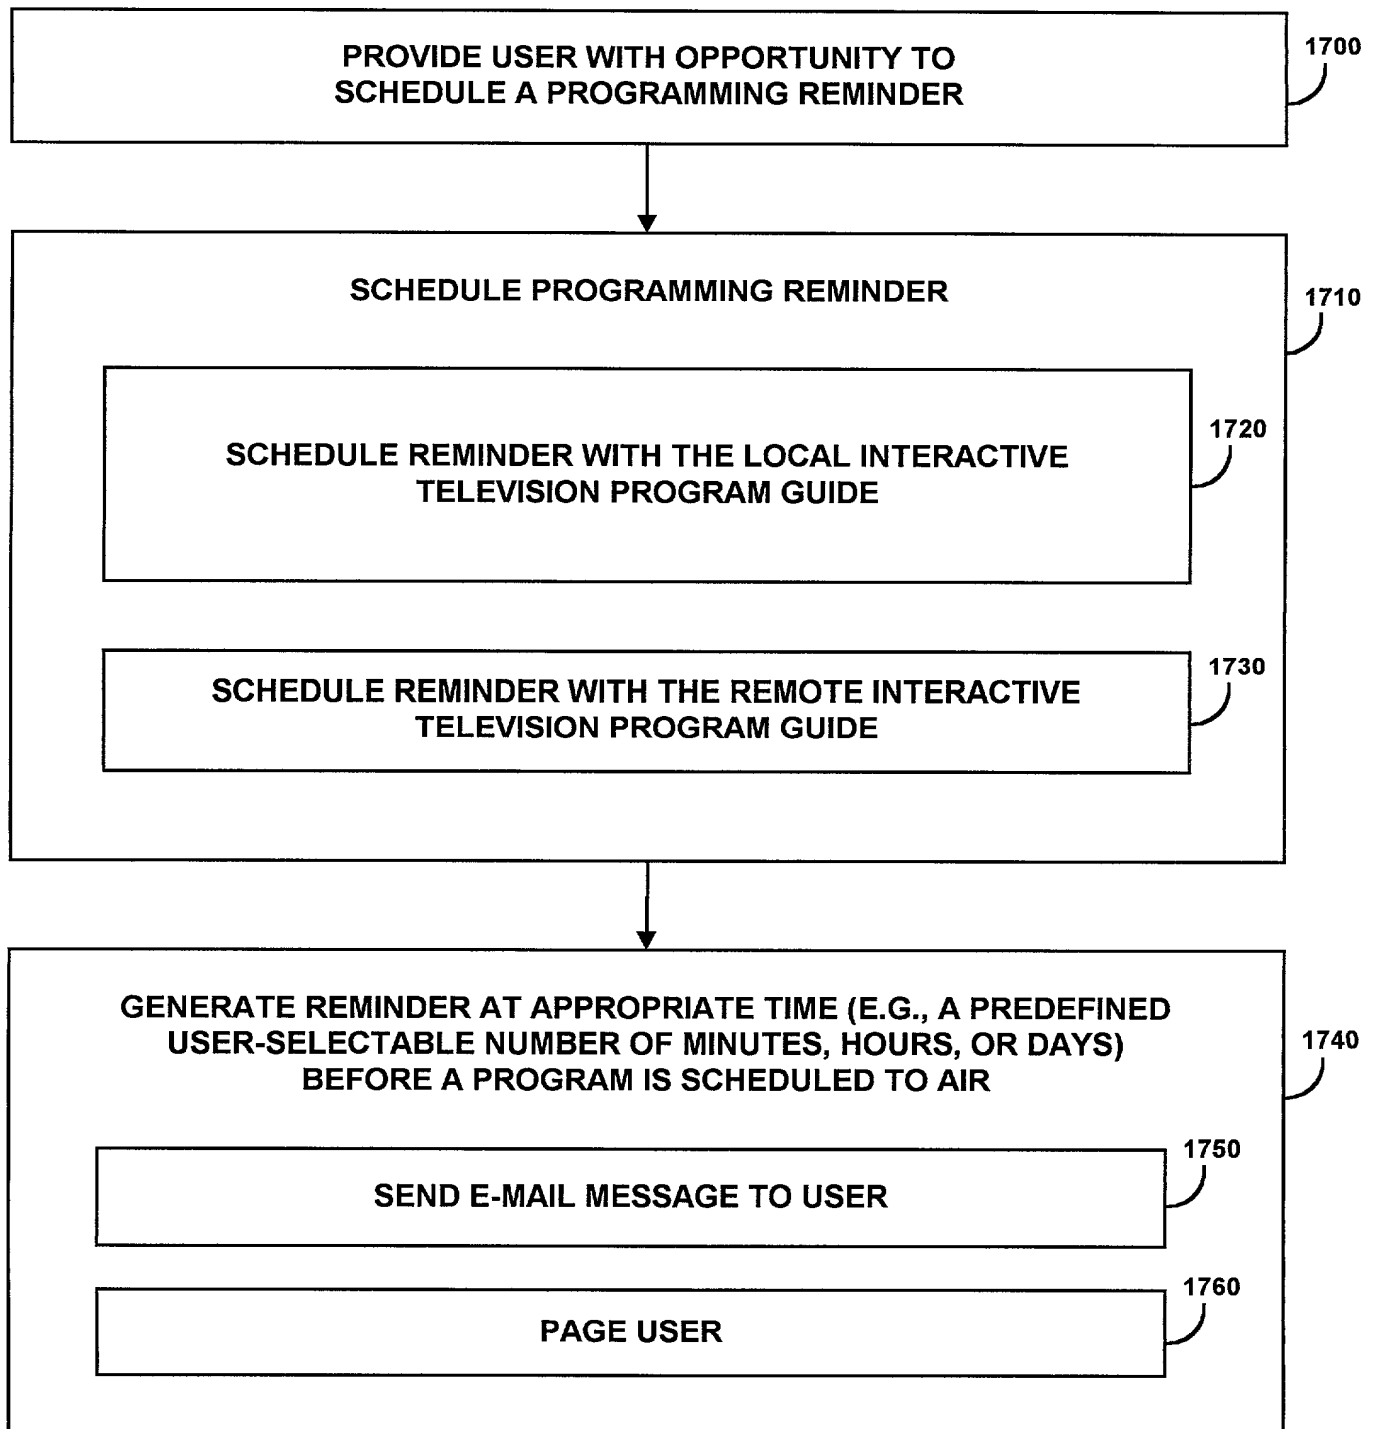 PROVIDE USER WITH OPPORTUNITY TO
SCHEDULE A PROGRAMMING REMINDER
1700
SCHEDULE PROGRAMMING REMINDER
1710
SCHEDULE REMINDER WITH THE LOCAL INTERACTIVE
TELEVISION PROGRAM GUIDE
1720
SCHEDULE REMINDER WITH THE REMOTE INTERACTIVE
TELEVISION PROGRAM GUIDE
1730
GENERATE REMINDER AT APPROPRIATE TIME (E.G., A PREDEFINED
USER-SELECTABLE NUMBER OF MINUTES, HOURS, OR DAYS)
BEFORE A PROGRAM IS SCHEDULED TO AIR
1740
SEND E-MAIL MESSAGE TO USER
1750
PAGE USER
1760